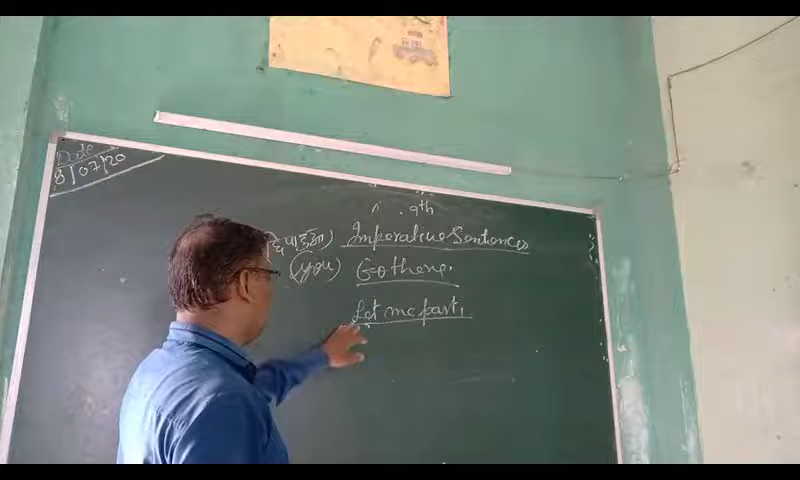 Date
8/07/20
9th
Imperative Sentences
(you) Go there.
Let me part.